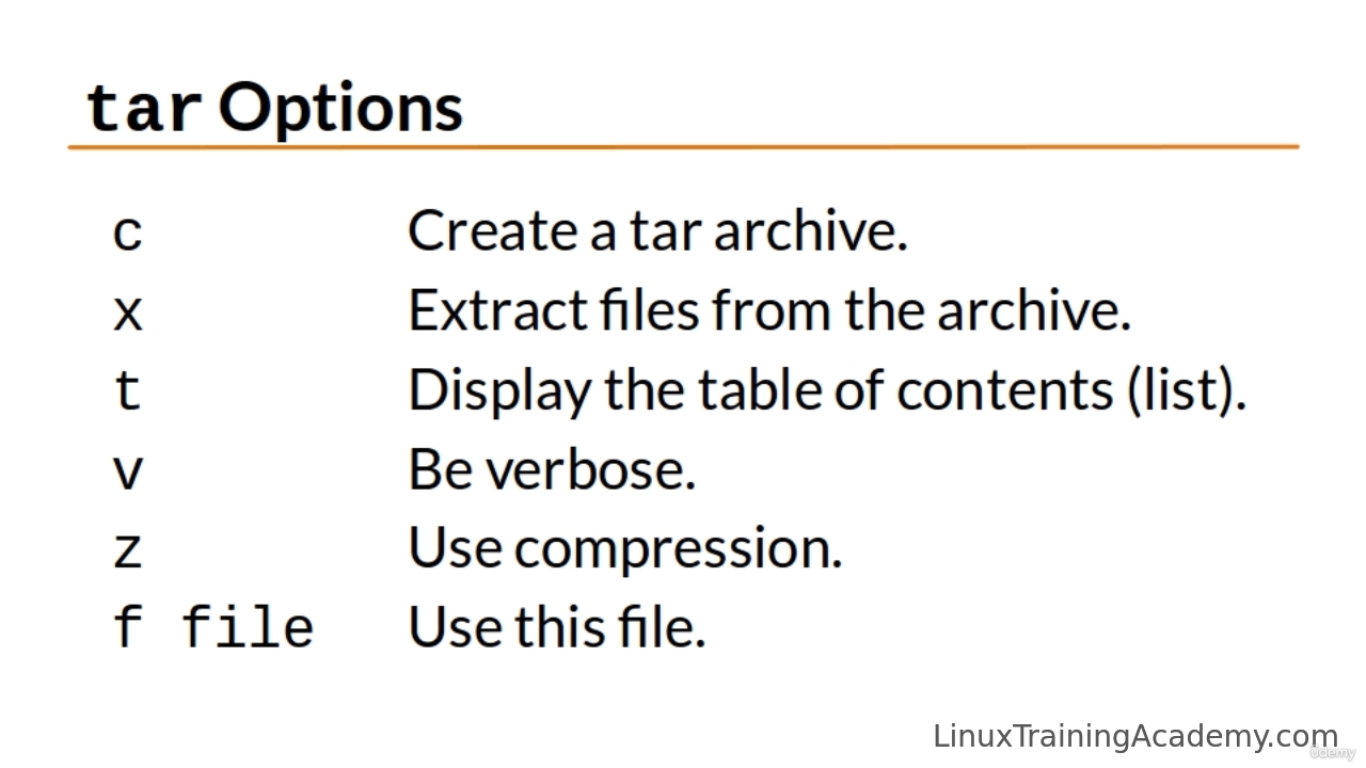 tar Options
c Create a tar archive.
x Extract files from the archive.
t Display the table of contents (list).
v Be verbose.
z Use compression.
f file Use this file.
LinuxTrainingAcademy.com
udemy